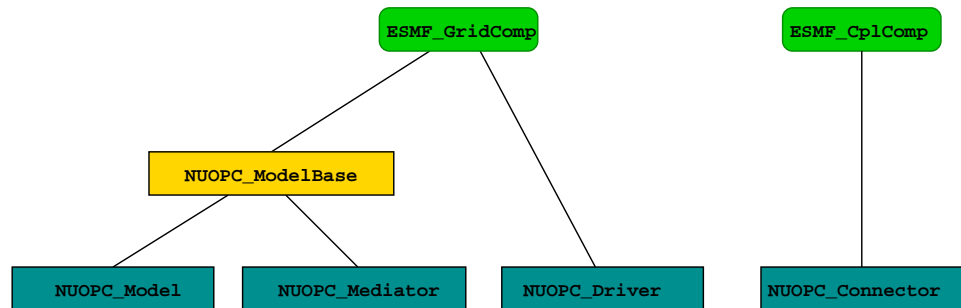 ESMF_GridComp
ESMF_CplComp
NUOPC_ModelBase
NUOPC_Model
NUOPC_Mediator
NUOPC_Driver
NUOPC_Connector